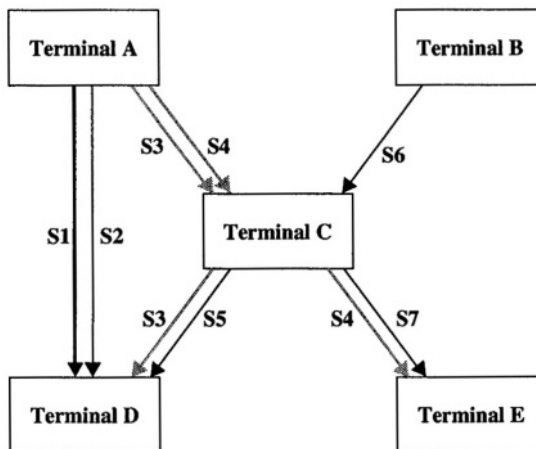 Terminal A
Terminal B
S3
S4
S6
S1
S2
Terminal C
S3
S5
S4
S7
Terminal D
Terminal E